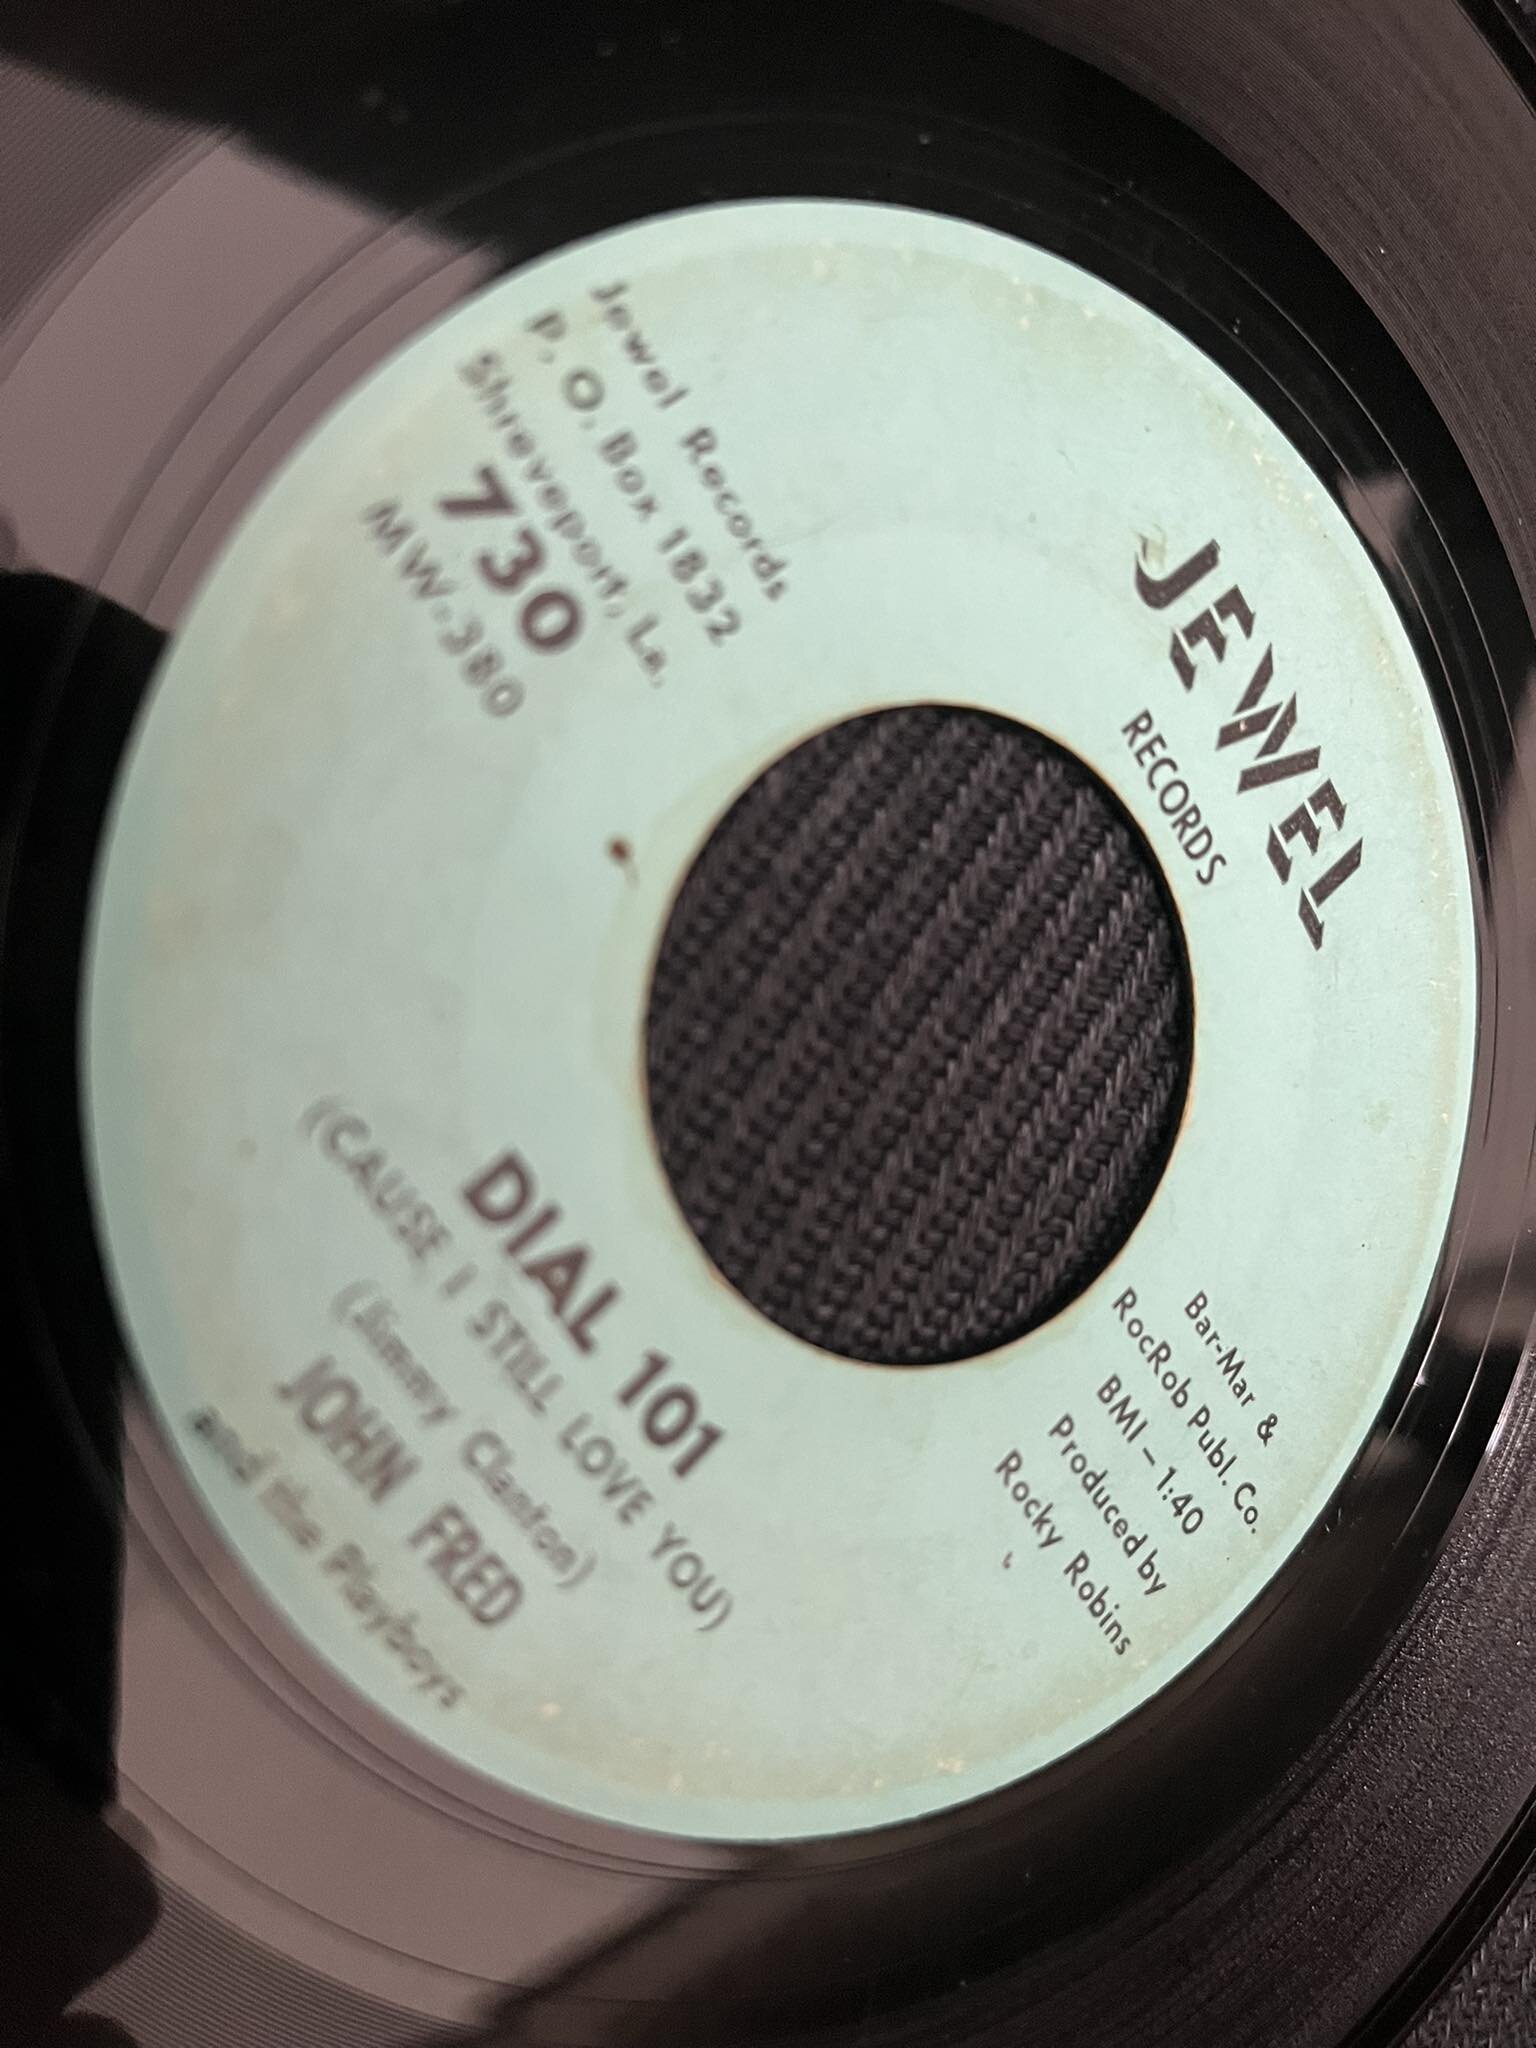 JEWEL
RECORDS
Jewel Records
P. O. Box 1832
Shreveport, La.
730
MW-380
Bar-Mar &
RocRob Publ. Co.
BMI – 1:40
Produced by
Rocky Robins
DIAL 101
(CAUSE I STILL LOVE YOU)
(Jimmy Clanton)
JOHN FRED
and the Playboys